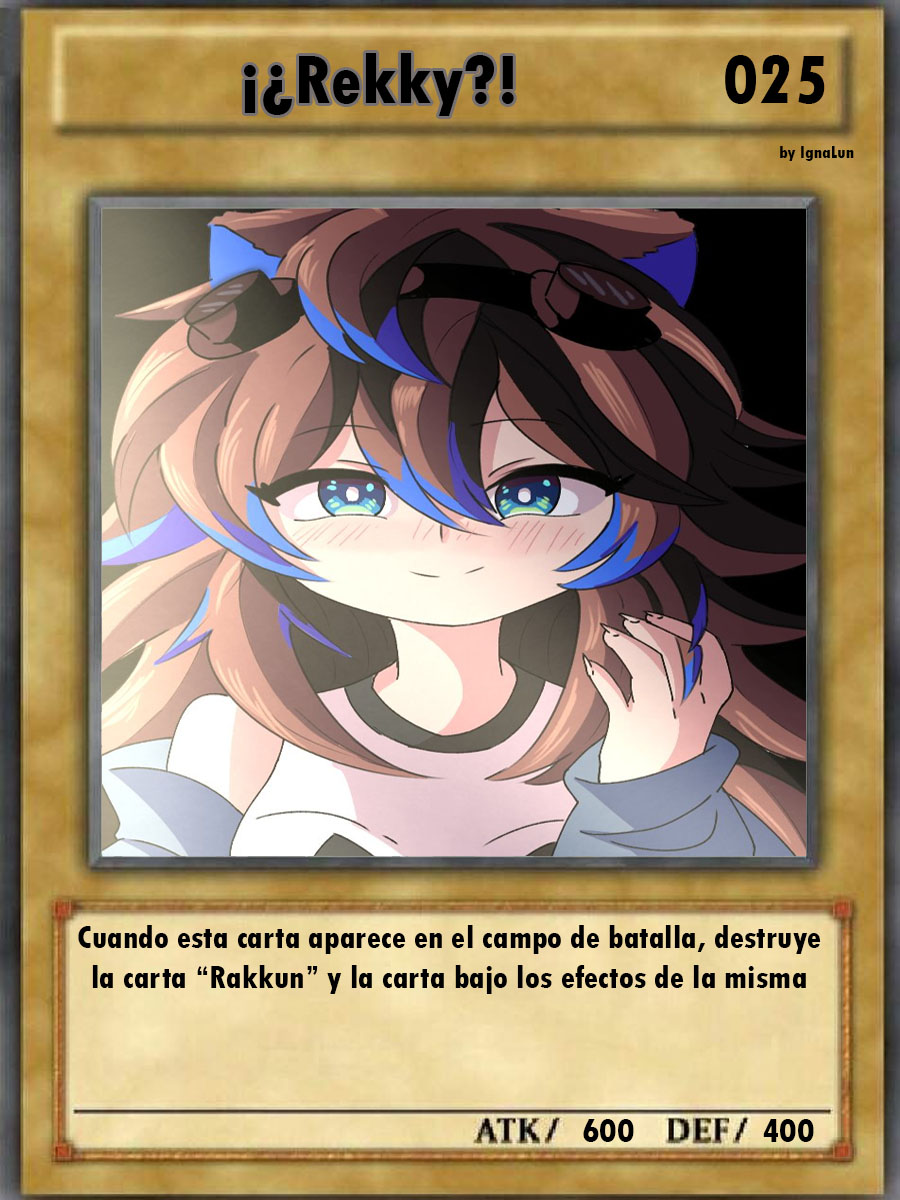 ¡¿Rekky?! 025
by IgnaLun
Cuando esta carta aparece en el campo de batalla, destruye
la carta “Rakkun” y la carta bajo los efectos de la misma
ATK/ 600 DEF/ 400